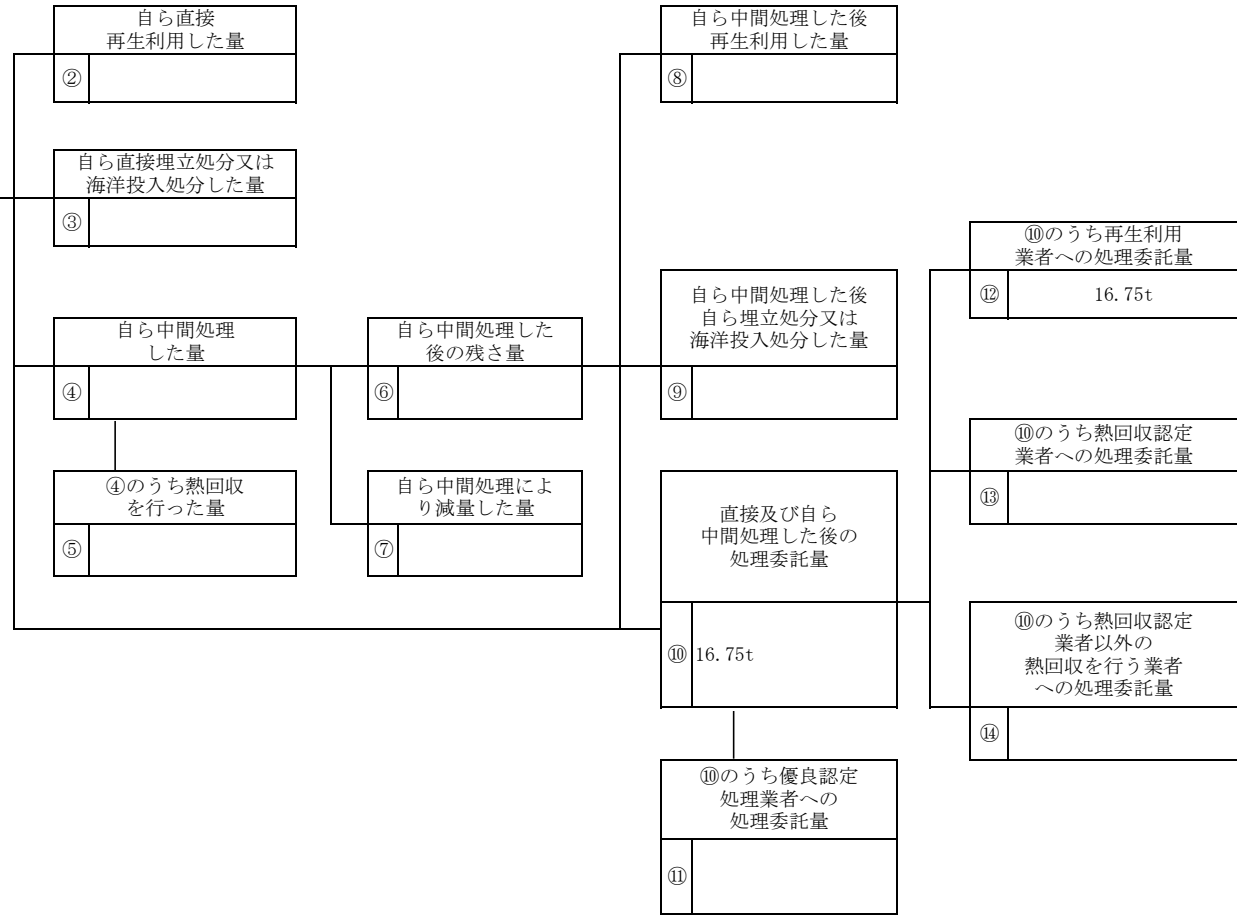 自ら直接
再生利用した量
②
自ら中間処理した後
再生利用した量
⑧
自ら直接埋立処分又は
海洋投入処分した量
③
⑩のうち再生利用
業者への処理委託量
⑫ 16.75t
自ら中間処理した後
自ら埋立処分又は
海洋投入処分した量
⑨
自ら中間処理
した量
④
自ら中間処理した
後の残さ量
⑥
⑩のうち熱回収認定
業者への処理委託量
⑬
④のうち熱回収
を行った量
⑤
自ら中間処理によ
り減量した量
⑦
直接及び自ら
中間処理した後の
処理委託量
⑩ 16.75t
⑩のうち熱回収認定
業者以外の
熱回収を行う業者
への処理委託量
⑭
⑩のうち優良認定
処理業者への
処理委託量
⑪